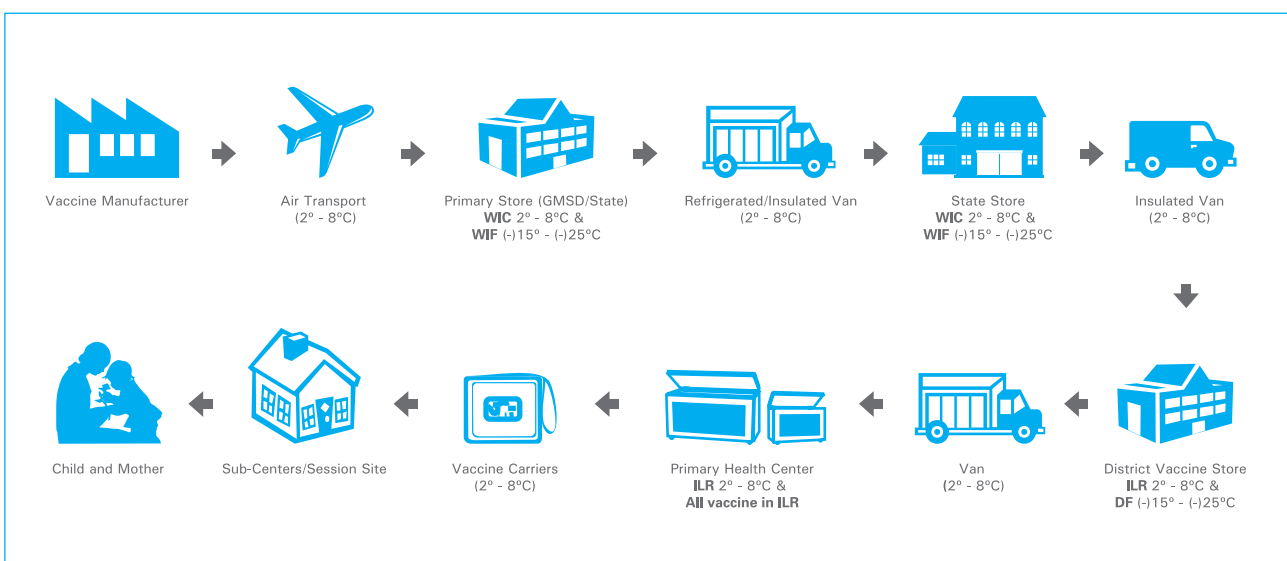 Vaccine Manufacturer
Air Transport
(2º - 8ºC)
Primary Store (GMSD/State)
WIC 2º - 8ºC &
WIF (-)15º - (-)25ºC
Refrigerated/Insulated Van
(2º - 8ºC)
State Store
WIC 2º - 8ºC &
WIF (-)15º - (-)25ºC
Insulated Van
(2º - 8ºC)
District Vaccine Store
ILR 2º - 8ºC &
DF (-)15º - (-)25ºC
Van
(2º - 8ºC)
Primary Health Center
ILR 2º - 8ºC &
All vaccine in ILR
Vaccine Carriers
(2º - 8ºC)
Sub-Centers/Session Site
Child and Mother